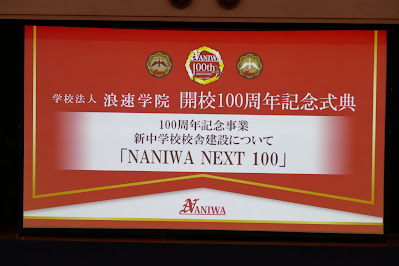 NANIWA
100th
学校法人 浪速学院 開校100周年記念式典
100周年記念事業
新中学校校舎建設について
「NANIWA NEXT 100」
NANIWA